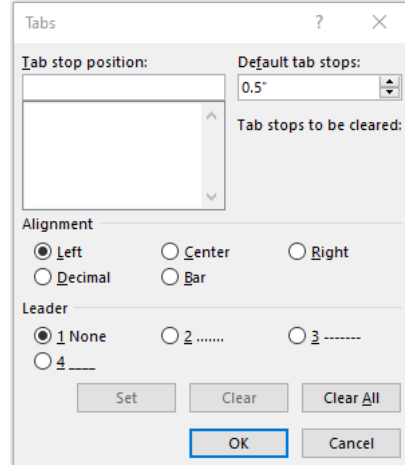 Tabs ? ×
Tab stop position: Default tab stops:
0.5"
Tab stops to be cleared:
Alignment
Left Center Right
Decimal Bar
Leader
1 None 2 ....... 3 -------
4 ____
Set Clear Clear All
OK Cancel